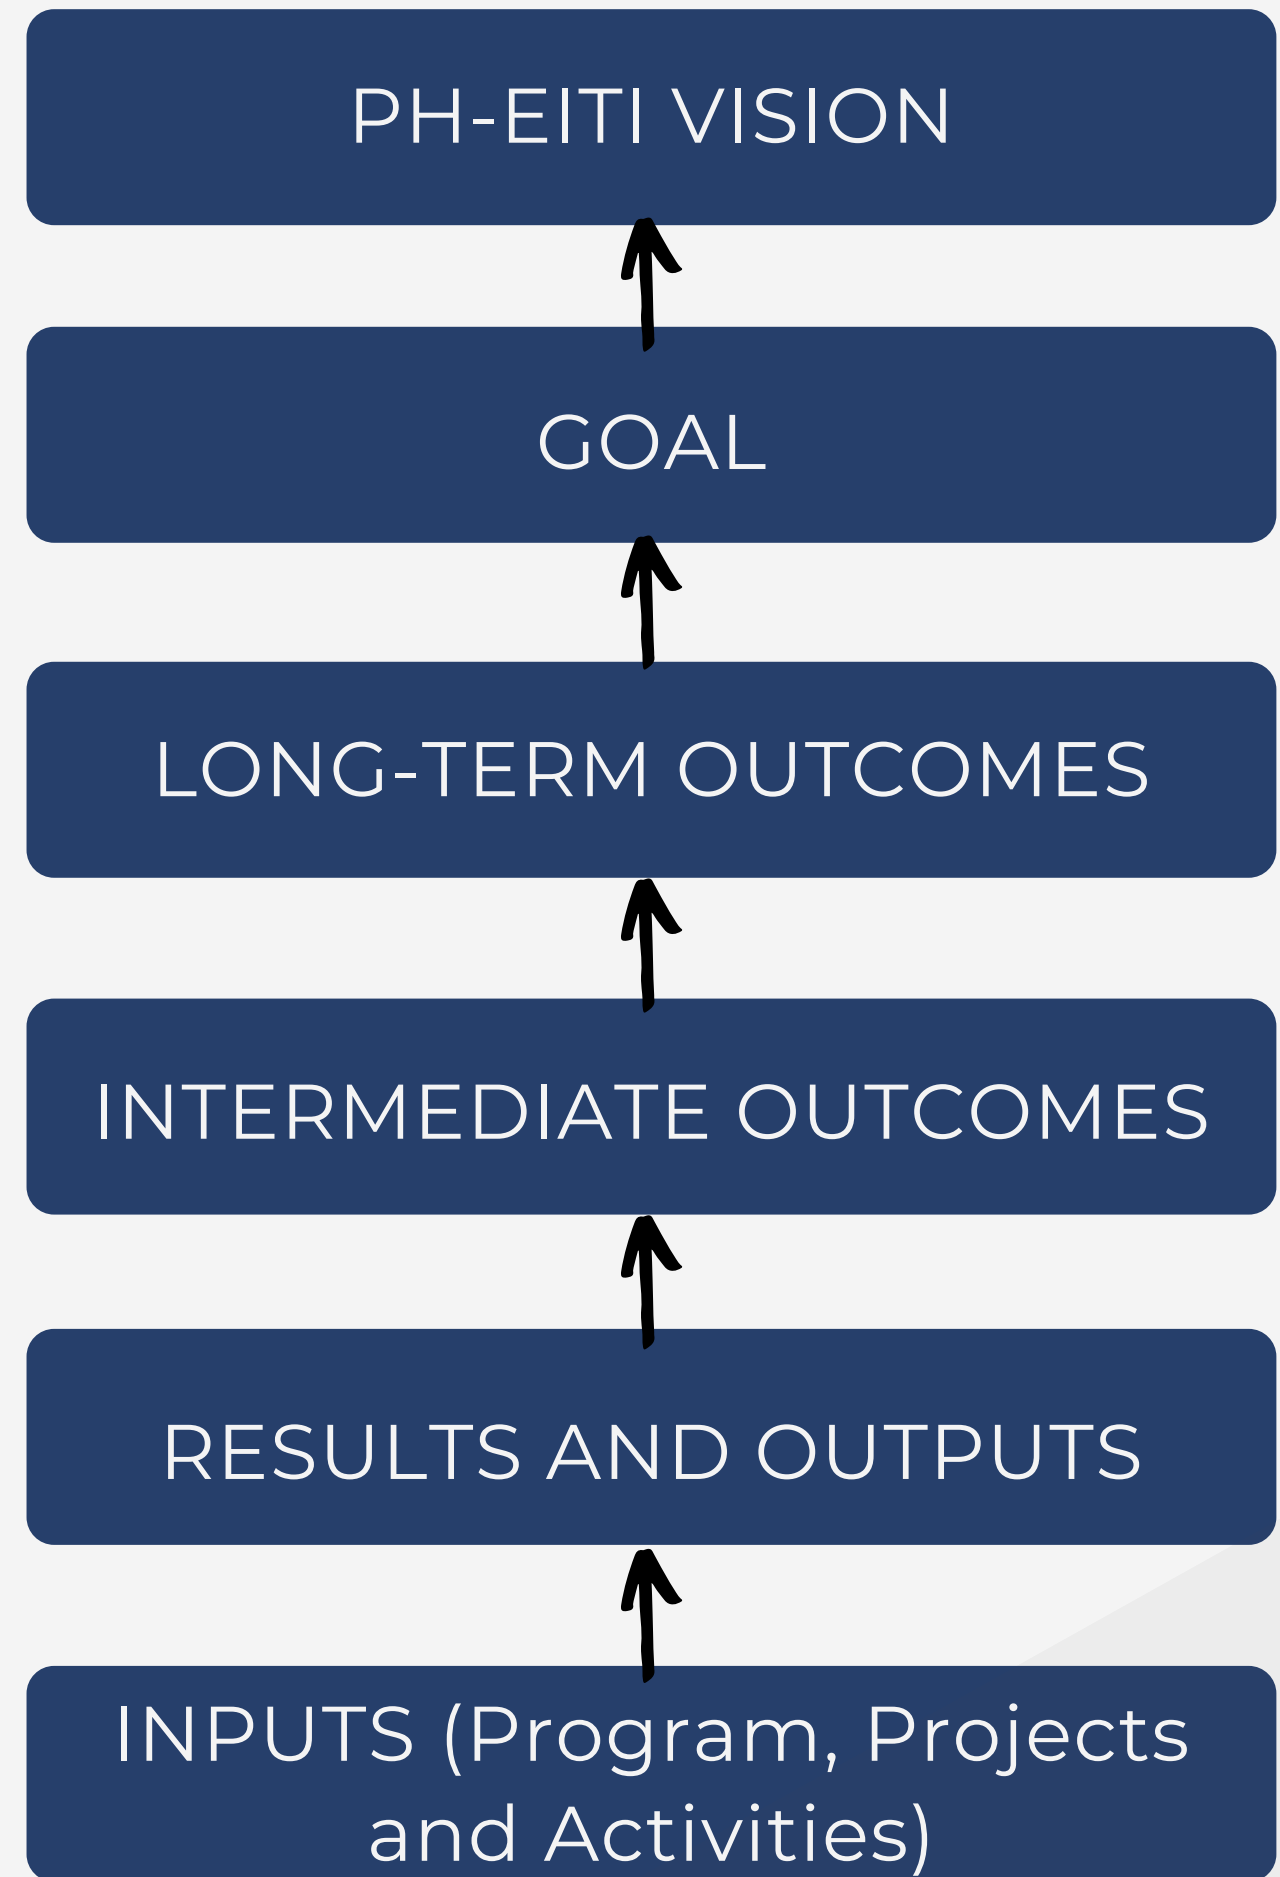 PH-EITI VISION
GOAL
LONG-TERM OUTCOMES
INTERMEDIATE OUTCOMES
RESULTS AND OUTPUTS
INPUTS (Program, Projects
and Activities)